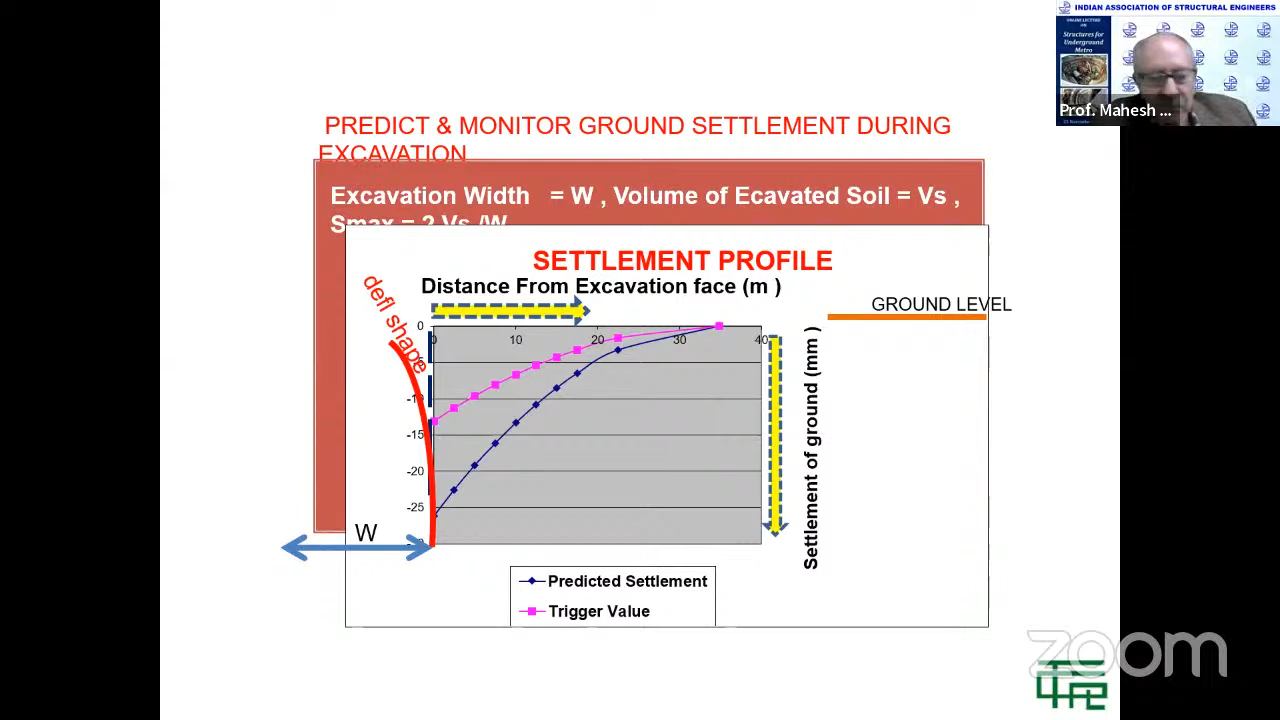 INDIAN ASSOCIATION OF STRUCTURAL ENGINEERS
ONLINE LECTURE
ON
Structures for
Underground
Metro
Prof. Mahesh ...
PREDICT & MONITOR GROUND SETTLEMENT DURING
EXCAVATION
Excavation Width = W , Volume of Ecavated Soil = Vs ,
Smax = 2 Vs /W
SETTLEMENT PROFILE
Distance From Excavation face (m )
GROUND LEVEL
defl shape
0
0 10 20 30 40
-15
-20
-25
Settlement of ground (mm )
W
Predicted Settlement
Trigger Value
zoom